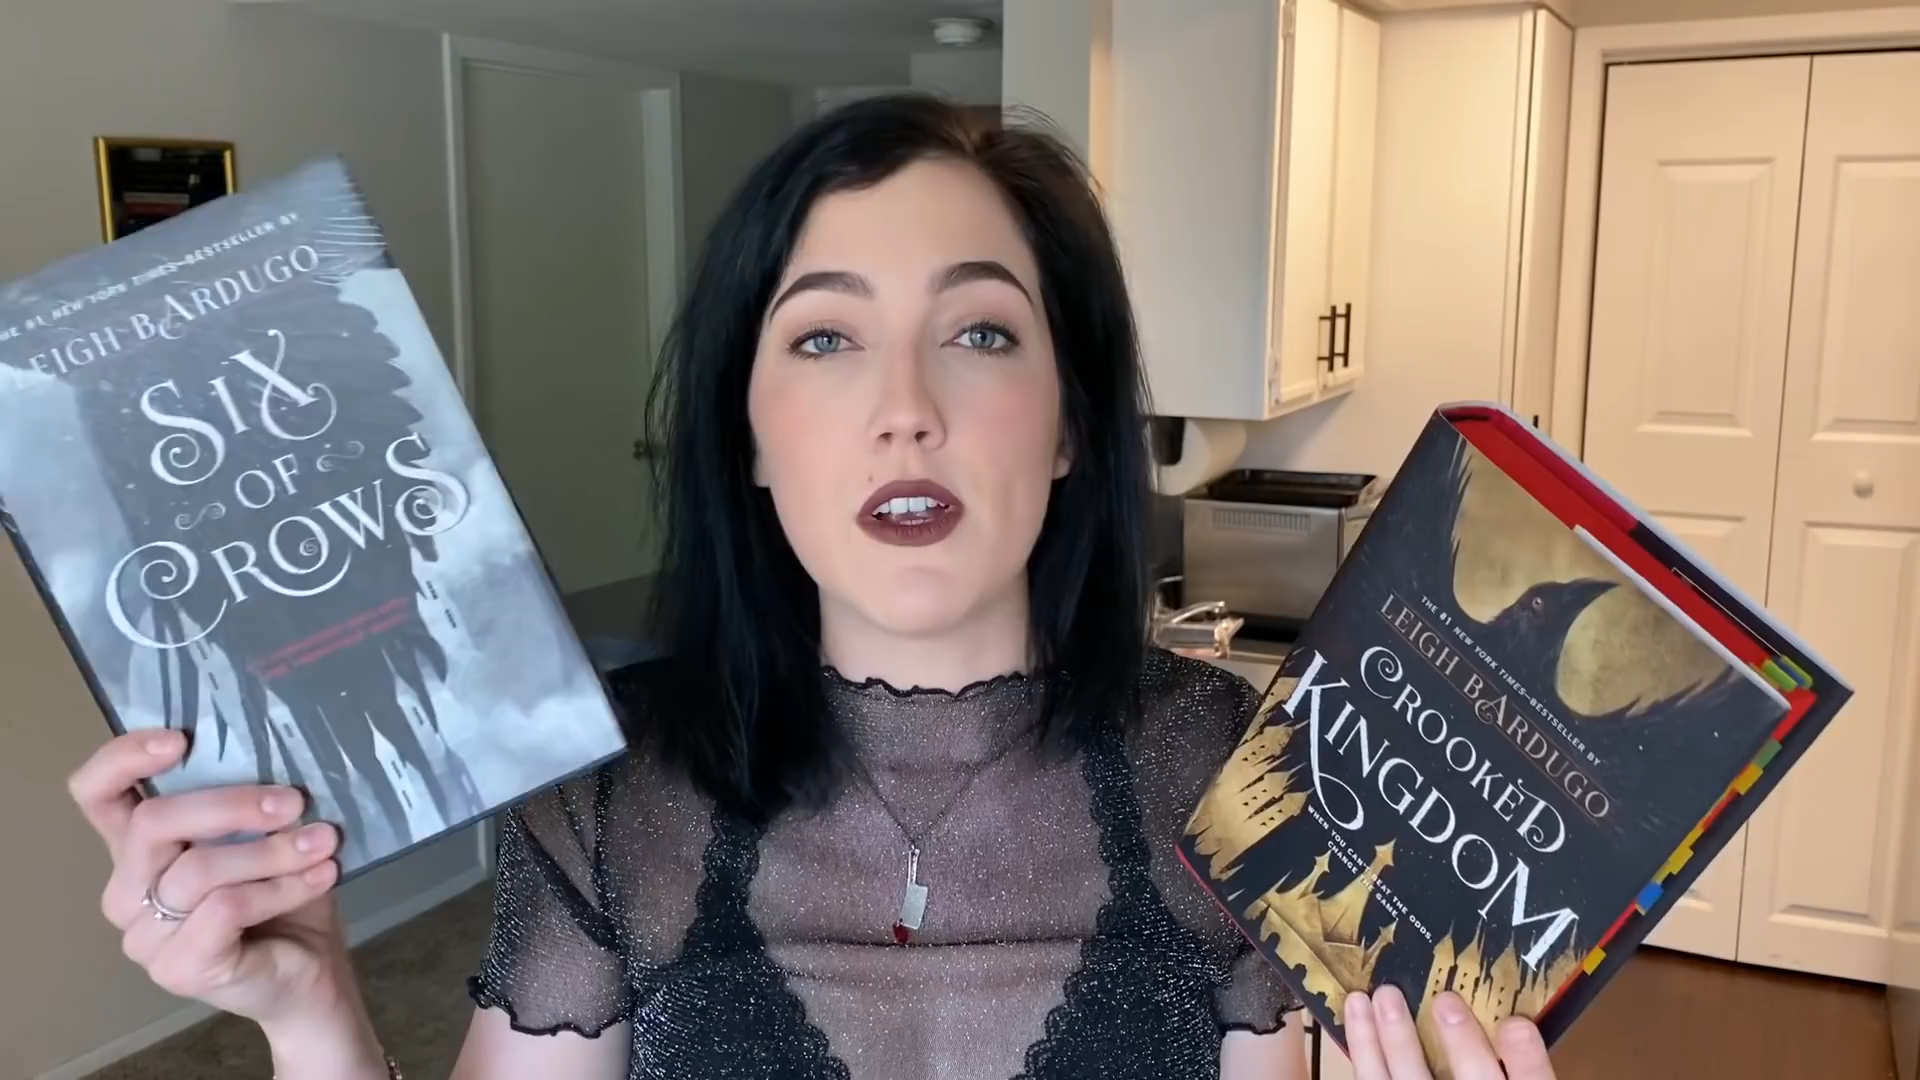 THE #1 NEW YORK TIMES-BESTSELLER BY
LEIGH BARDUGO
SIX
OF
CROWS
THE #1 NEW YORK TIMES-BESTSELLER BY
LEIGH BARDUGO
CROOKED
KINGDOM
WHEN YOU CAN'T BEAT THE ODDS,
CHANGE THE GAME.